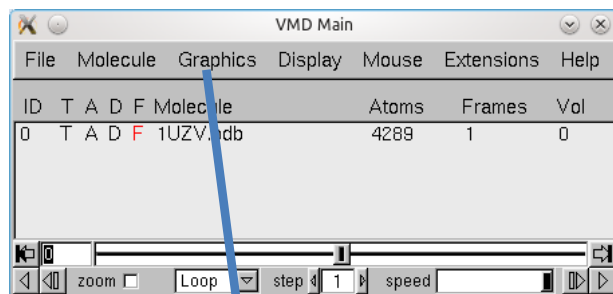 VMD Main
File Molecule Graphics Display Mouse Extensions Help
ID T A D F Molecule Atoms Frames Vol
0 T A D F 1UZV.pdb 4289 1 0
0
zoom Loop step 1 speed